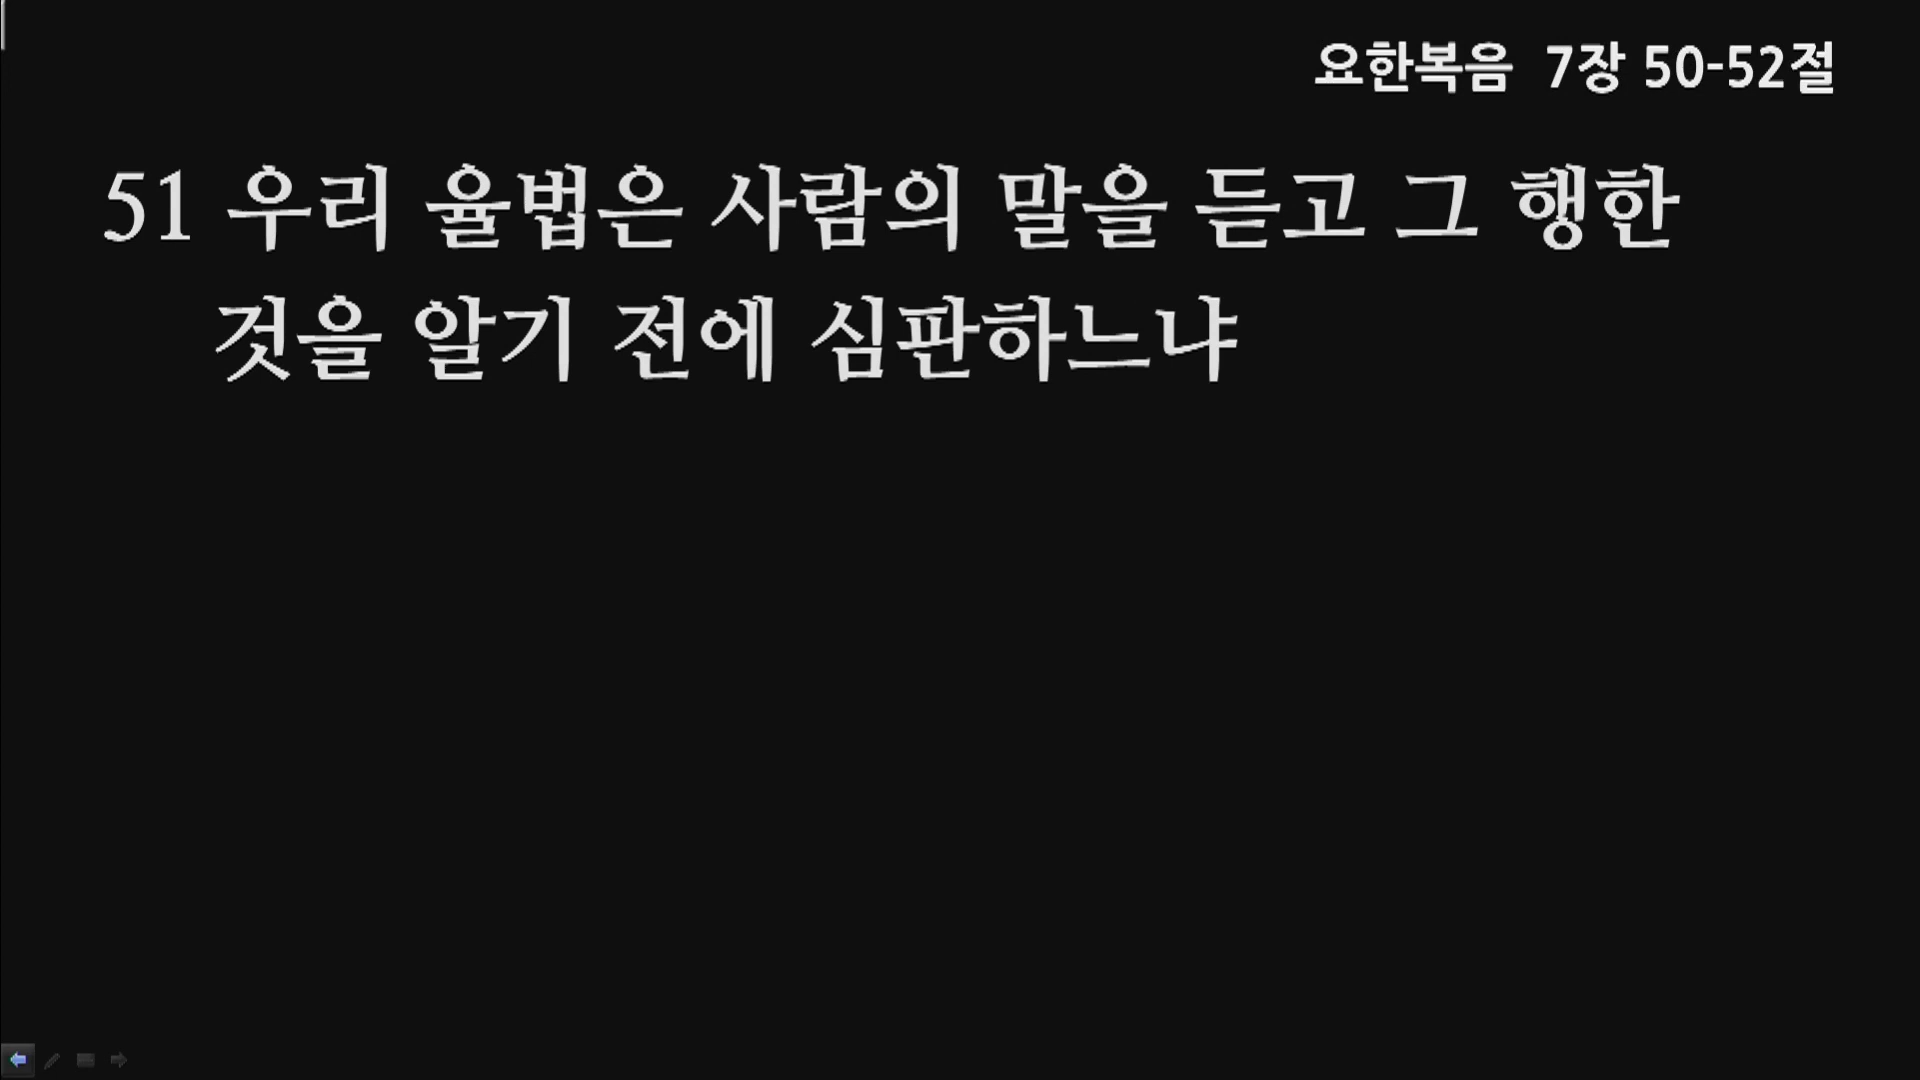 요한복음 7장 50-52절
51 우리 율법은 사람의 말을 듣고 그 행한
것을 알기 전에 심판하느냐